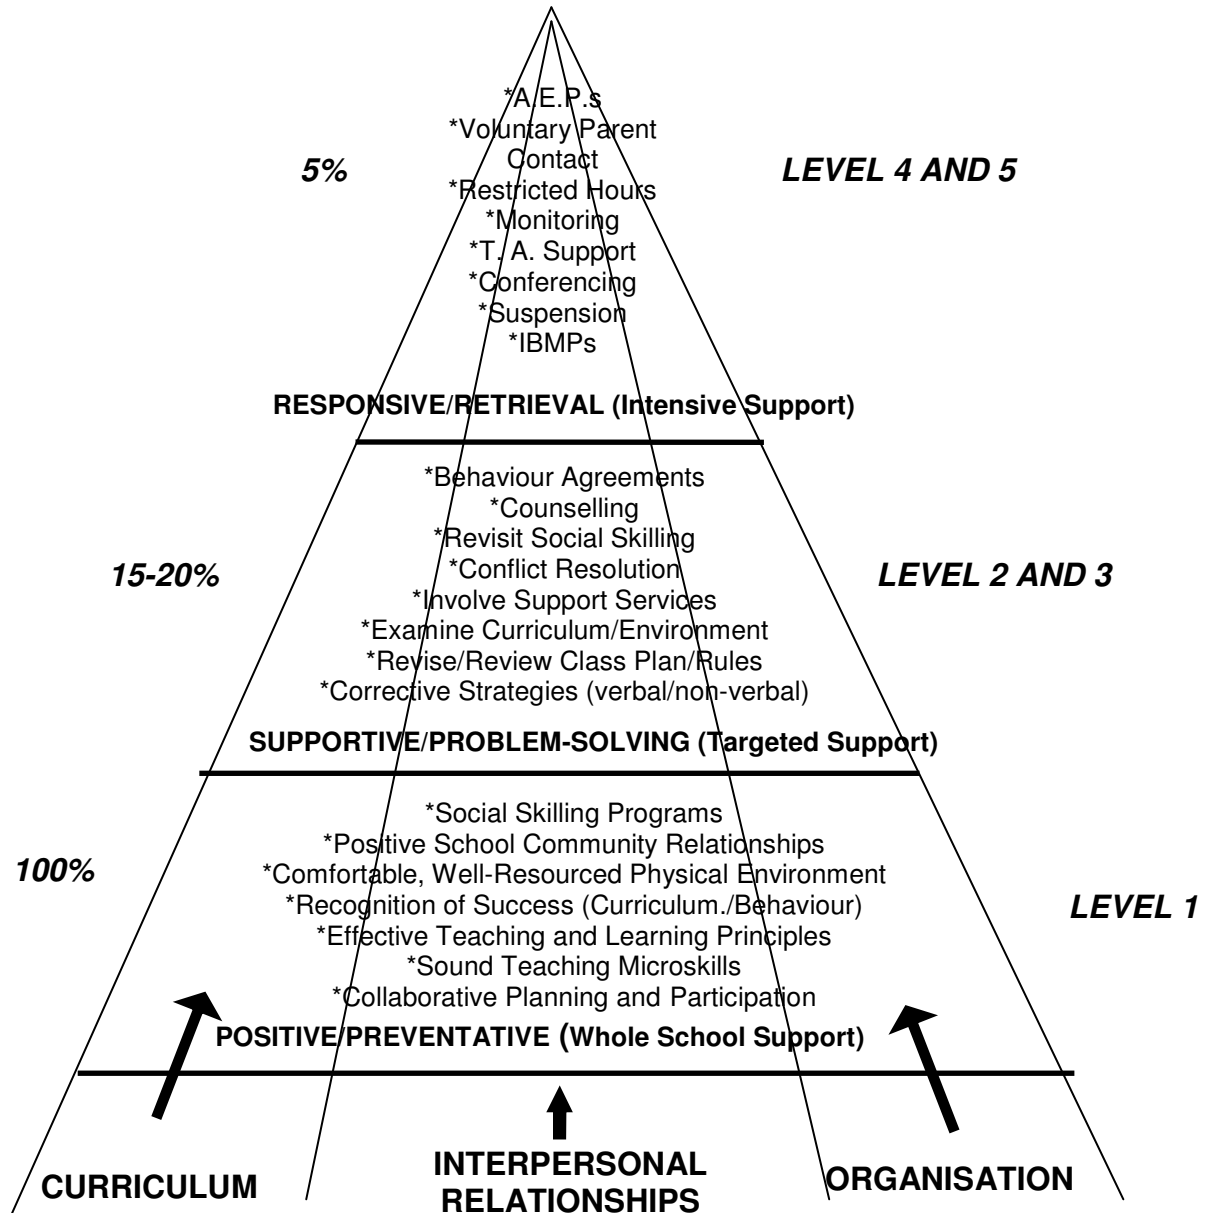 *A.E.P.s
*Voluntary Parent
Contact
5%
LEVEL 4 AND 5
*Restricted Hours
*Monitoring
*T. A. Support
*Conferencing
*Suspension
*IBMPs
RESPONSIVE/RETRIEVAL (Intensive Support)
*Behaviour Agreements
*Counselling
*Revisit Social Skilling
*Conflict Resolution
15-20%
LEVEL 2 AND 3
*Involve Support Services
*Examine Curriculum/Environment
*Revise/Review Class Plan/Rules
*Corrective Strategies (verbal/non-verbal)
SUPPORTIVE/PROBLEM-SOLVING (Targeted Support)
*Social Skilling Programs
*Positive School Community Relationships
100%
*Comfortable, Well-Resourced Physical Environment
*Recognition of Success (Curriculum./Behaviour)
LEVEL 1
*Effective Teaching and Learning Principles
*Sound Teaching Microskills
*Collaborative Planning and Participation
POSITIVE/PREVENTATIVE (Whole School Support)
CURRICULUM
INTERPERSONAL
RELATIONSHIPS
ORGANISATION